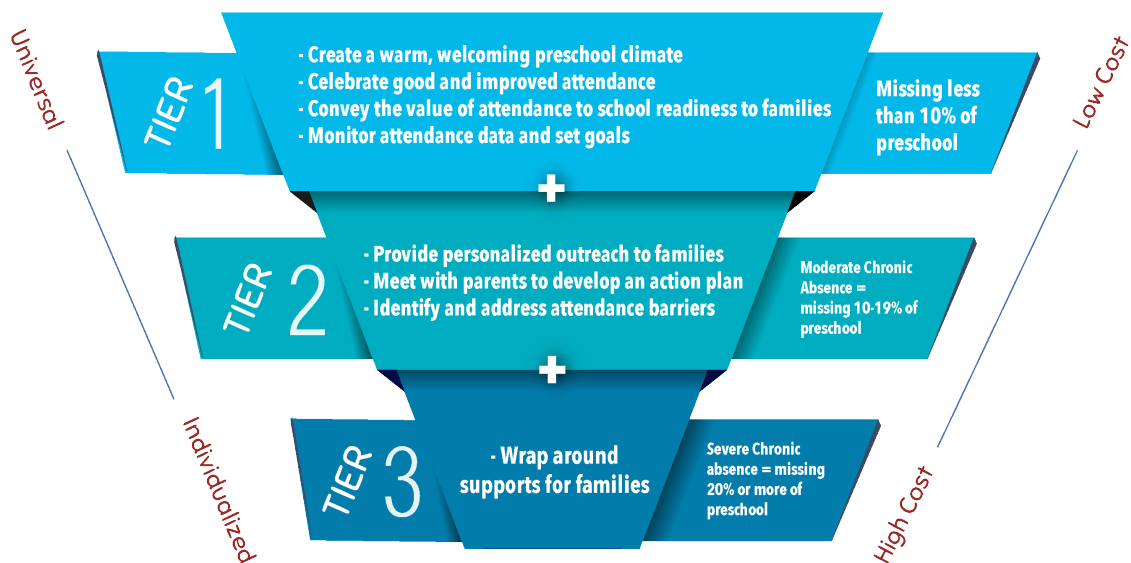 Universal
Low Cost
TIER 1
- Create a warm, welcoming preschool climate
- Celebrate good and improved attendance
- Convey the value of attendance to school readiness to families
- Monitor attendance data and set goals
Missing less
than 10% of
preschool
+
TIER 2
- Provide personalized outreach to families
- Meet with parents to develop an action plan
- Identify and address attendance barriers
Moderate Chronic
Absence =
missing 10-19% of
preschool
+
TIER 3
- Wrap around
supports for families
Severe Chronic
absence = missing
20% or more of
preschool
Individualized
High Cost